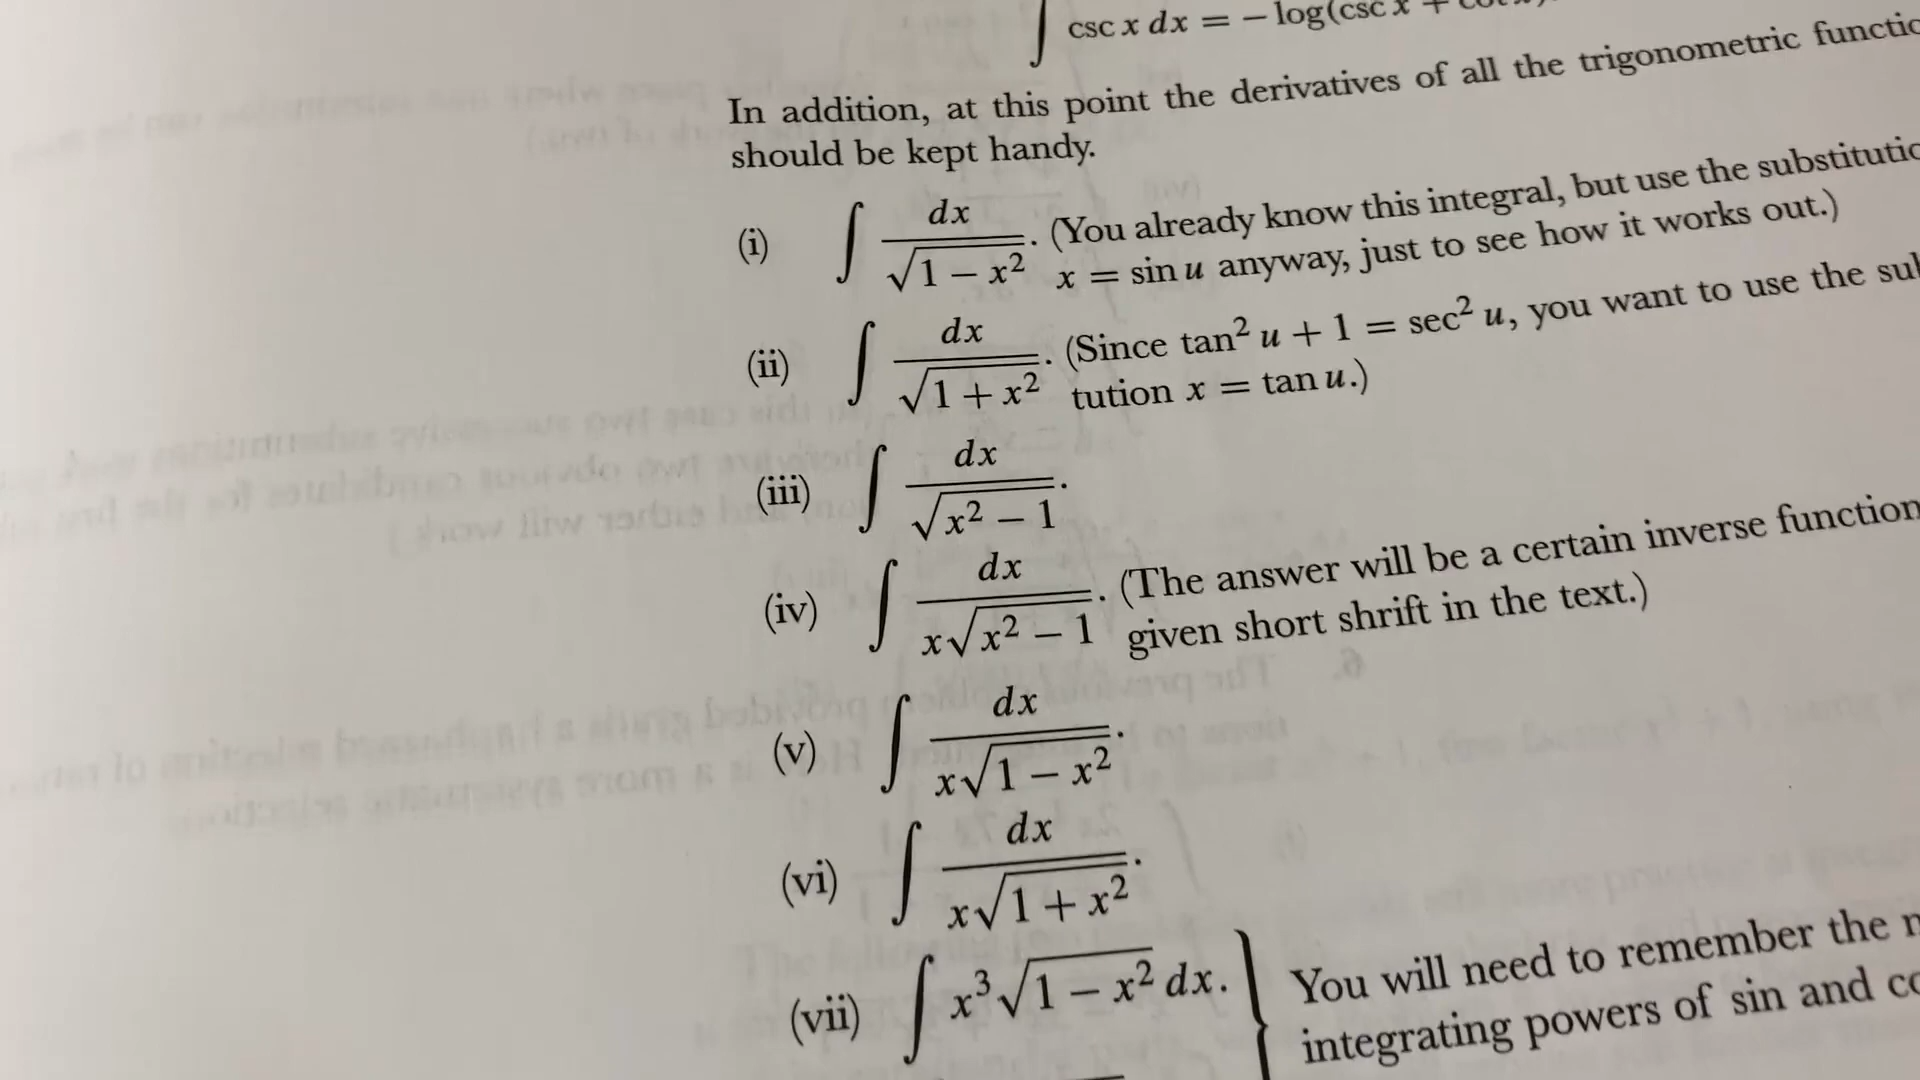 ∫ csc x dx = − log(csc x +
In addition, at this point the derivatives of all the trigonometric
should be kept handy.
(i) ∫ dx / √(1 − x²). (You already know this integral, but use the
x = sin u anyway, just to see how it works out.)
(ii) ∫ dx / √(1 + x²). (Since tan² u + 1 = sec² u, you want to use the
tution x = tan u.)
(iii) ∫ dx / √(x² − 1).
(iv) ∫ dx / x√(x² − 1). (The answer will be a certain inverse function
given short shrift in the text.)
(v) ∫ dx / x√(1 − x²).
(vi) ∫ dx / x√(1 + x²).
(vii) ∫ x³√(1 − x²) dx. } You will need to remember the
integrating powers of sin and